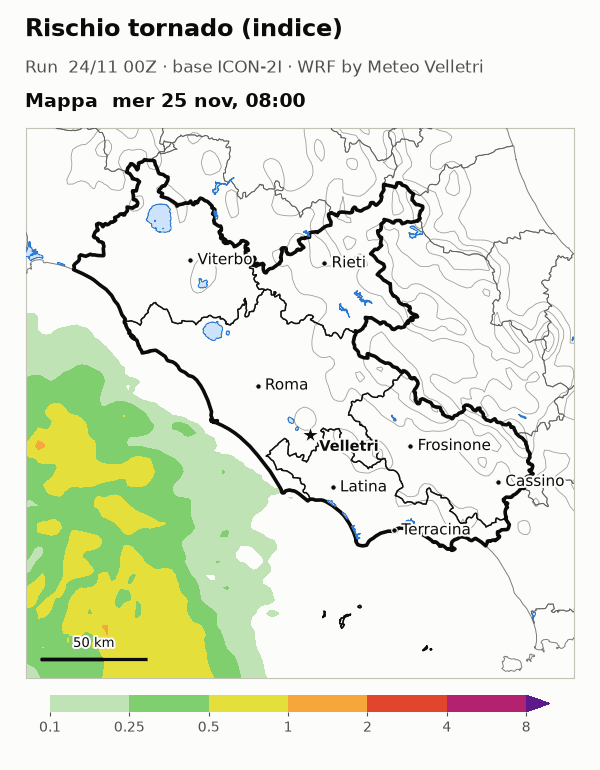 Rischio tornado (indice)
Run  24/11 00Z · base ICON-2I · WRF by Meteo Velletri
Mappa  mer 25 nov, 08:00
Viterbo
Rieti
Roma
Velletri
Frosinone
Latina
Cassino
Terracina
50 km
0.1 0.25 0.5 1 2 4 8